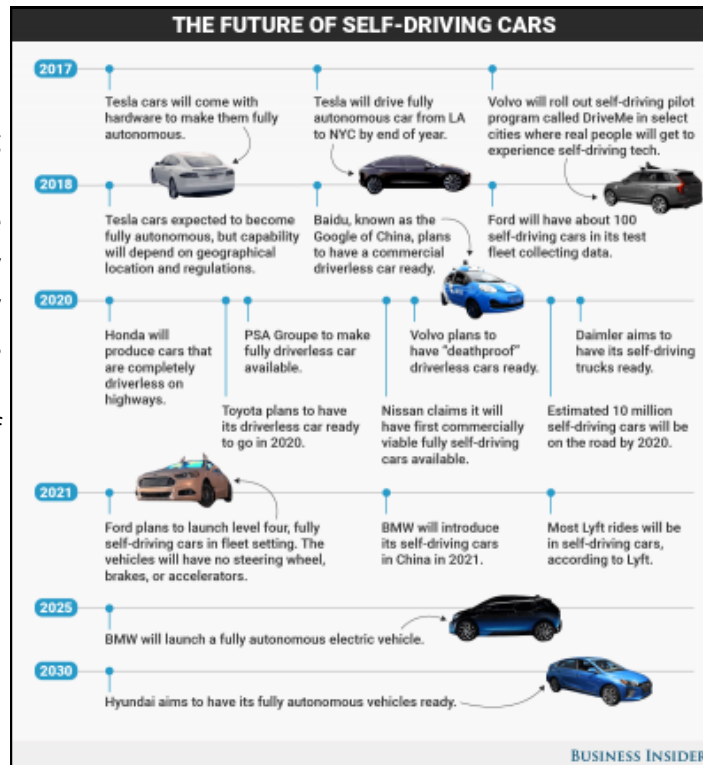 THE FUTURE OF SELF-DRIVING CARS
2017
Tesla cars will come with
hardware to make them fully
autonomous.
Tesla will drive fully
autonomous car from LA
to NYC by end of year.
Volvo will roll out self-driving pilot
program called DriveMe in select
cities where real people will get to
experience self-driving tech.
2018
Tesla cars expected to become
fully autonomous, but capability
will depend on geographical
location and regulations.
Baidu, known as the
Google of China, plans
to have a commercial
driverless car ready.
Ford will have about 100
self-driving cars in its test
fleet collecting data.
2020
Honda will
produce cars that
are completely
driverless on
highways.
Toyota plans to have
its driverless car ready
to go in 2020.
PSA Groupe to make
fully driverless car
available.
Nissan claims it will
have first commercially
viable fully self-driving
cars available.
Volvo plans to
have "deathproof"
driverless cars ready.
Estimated 10 million
self-driving cars will be
on the road by 2020.
Daimler aims to
have its self-driving
trucks ready.
2021
Ford plans to launch level four, fully
self-driving cars in fleet setting. The
vehicles will have no steering wheel,
brakes, or accelerators.
BMW will introduce
its self-driving cars
in China in 2021.
Most Lyft rides will be
in self-driving cars,
according to Lyft.
2025
BMW will launch a fully autonomous electric vehicle.
2030
Hyundai aims to have its fully autonomous vehicles ready.
BUSINESS INSIDER